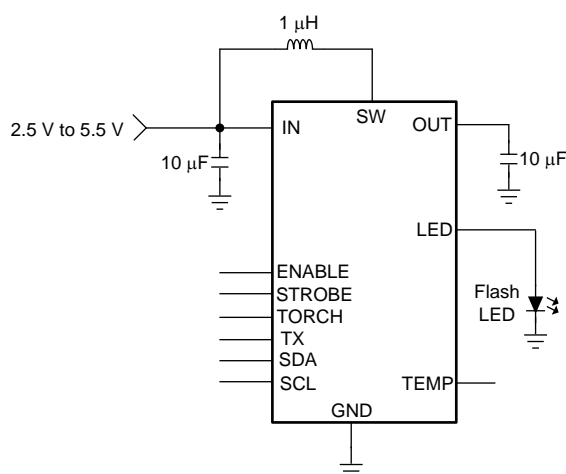 1 μH
2.5 V to 5.5 V
IN
SW
OUT
10 μF
10 μF
LED
ENABLE
STROBE
TORCH
TX
SDA
SCL
Flash
LED
TEMP
GND